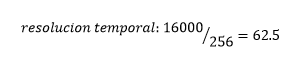 resolucion temporal: 16000/256 = 62.5